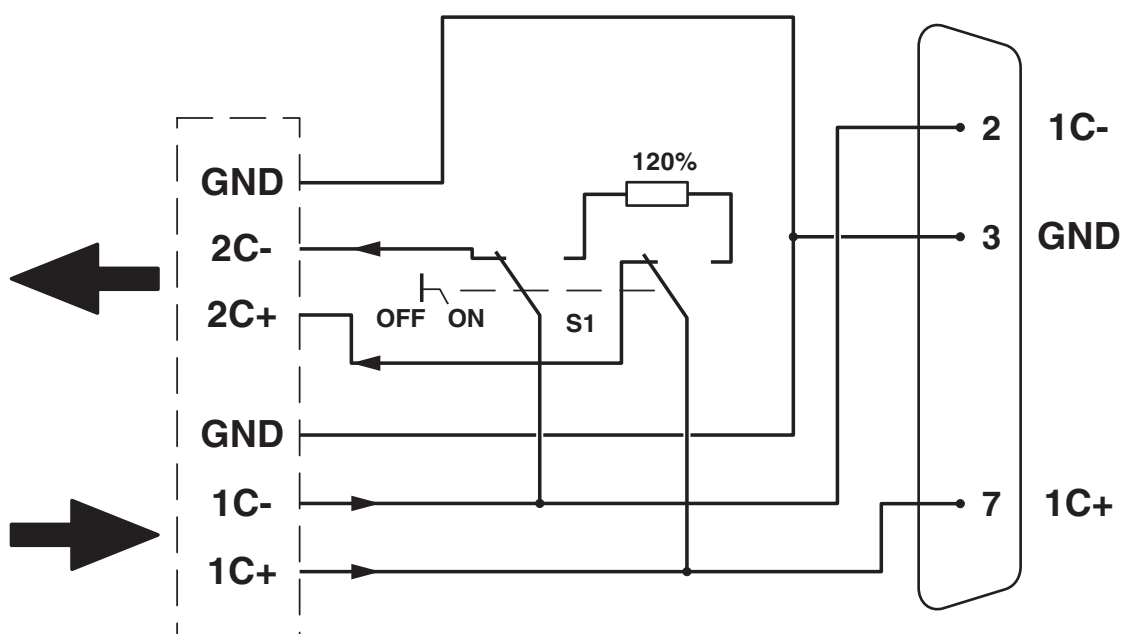 2 1C-
120%
GND
2C-
3 GND
2C+
OFF ON
S1
GND
1C-
7 1C+
1C+